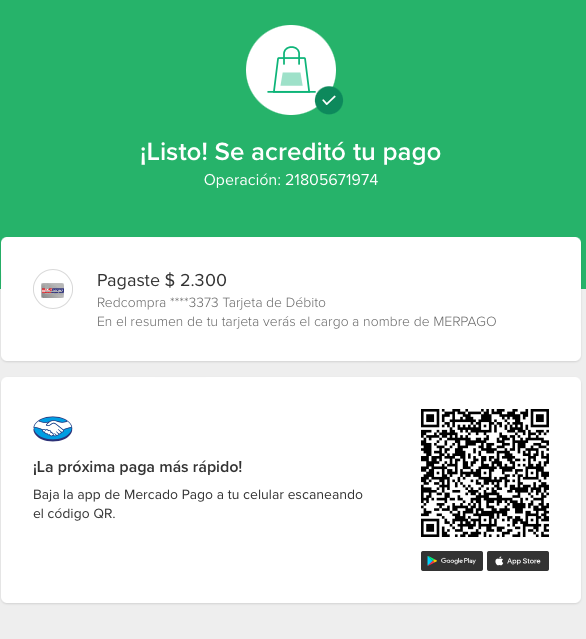 ¡Listo! Se acreditó tu pago
Operación: 21805671974
Pagaste $ 2.300
Redcompra ****3373 Tarjeta de Débito
En el resumen de tu tarjeta verás el cargo a nombre de MERPAGO
¡La próxima paga más rápido!
Baja la app de Mercado Pago a tu celular escaneando
el código QR.
Google Play
App Store